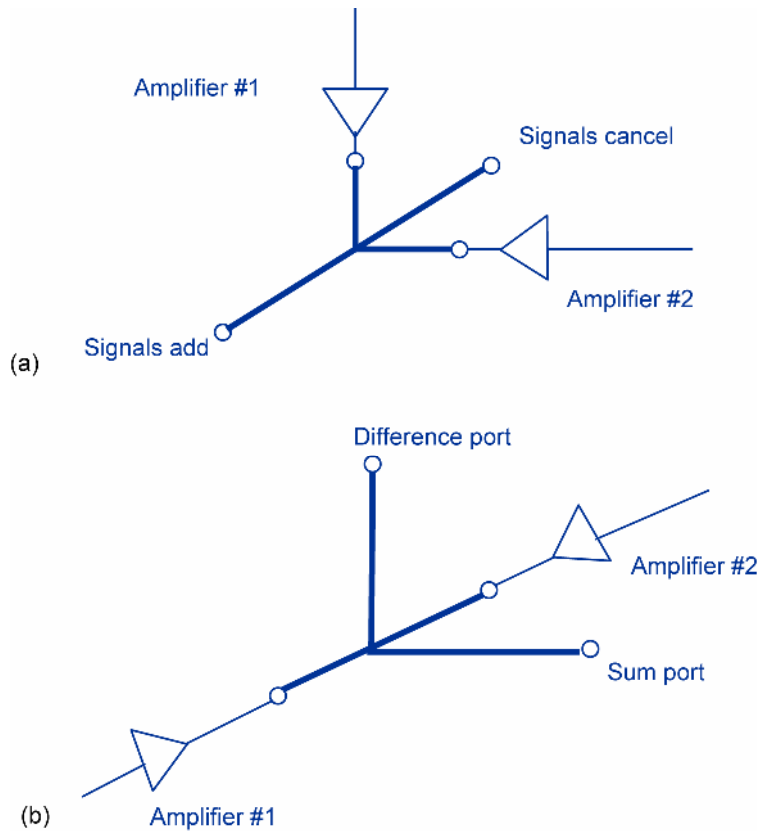 Amplifier #1
Signals cancel
Amplifier #2
Signals add
(a)
Difference port
Amplifier #2
Sum port
(b)
Amplifier #1